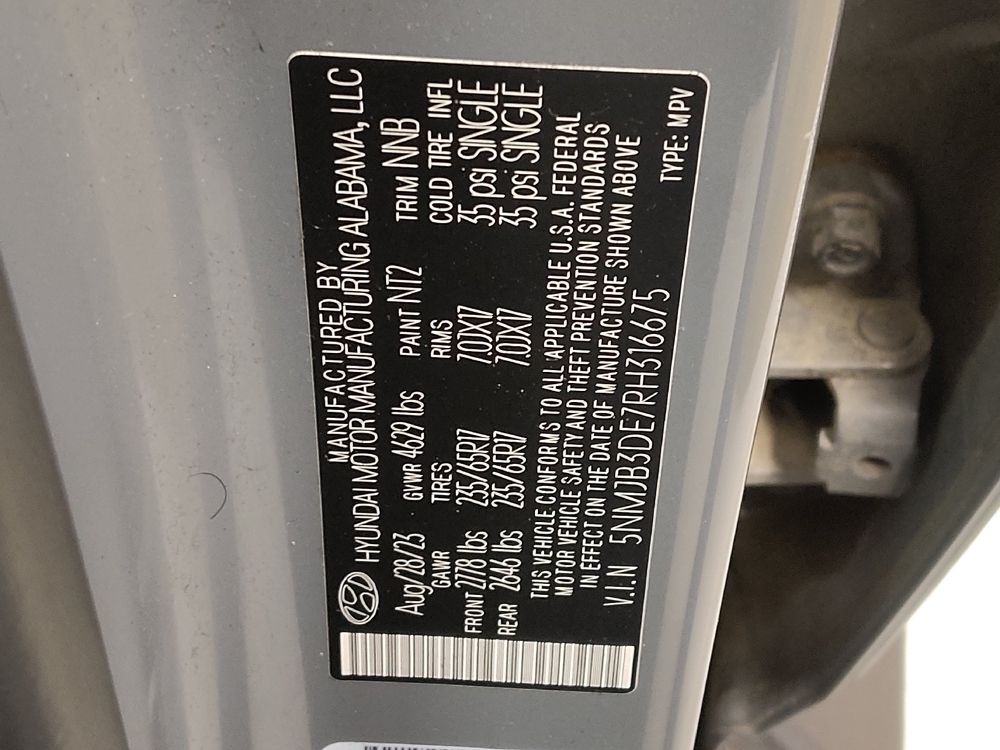 MANUFACTURED BY
HYUNDAI MOTOR MANUFACTURING ALABAMA, LLC
Aug/28/23 GVWR 4629 lbs PAINT NT2 TRIM NNB
GAWR TIRES RIMS COLD TIRE INFL
FRONT 2778 lbs 235/65R17 7.0JX17 35 psi SINGLE
REAR 2646 lbs 235/65R17 7.0JX17 35 psi SINGLE
THIS VEHICLE CONFORMS TO ALL APPLICABLE U.S.A. FEDERAL
MOTOR VEHICLE SAFETY AND THEFT PREVENTION STANDARDS
IN EFFECT ON THE DATE OF MANUFACTURE SHOWN ABOVE
V.I.N 5NMJB3DE7RH316675 TYPE: MPV